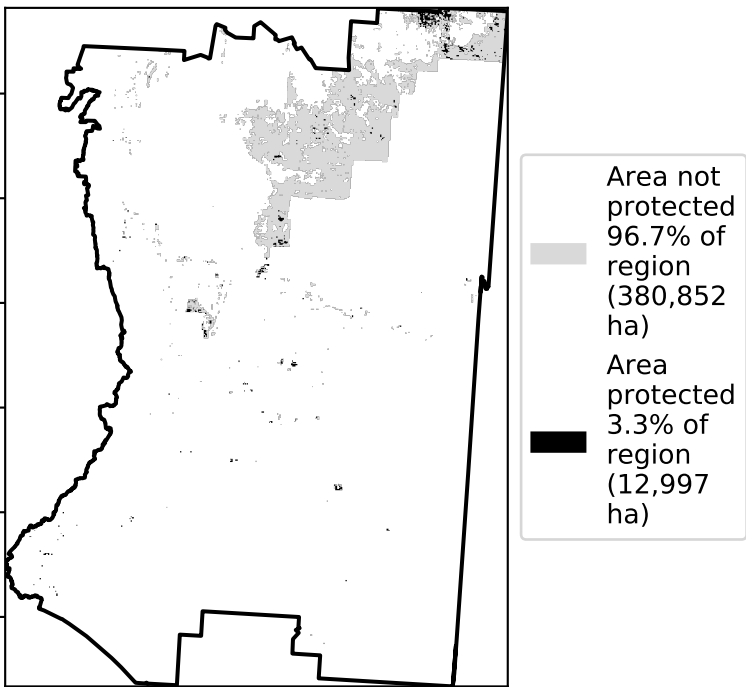 Area not
protected
96.7% of
region
(380,852
ha)
Area
protected
3.3% of
region
(12,997
ha)